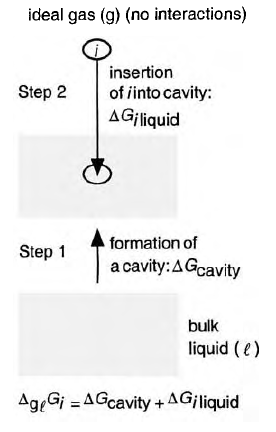 ideal gas (g) (no interactions)
i
Step 2
insertion
of i into cavity:
ΔGi liquid
Step 1
formation of
a cavity: ΔGcavity
bulk
liquid (ℓ)
ΔgℓGi = ΔGcavity + ΔGi liquid